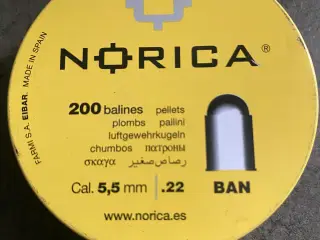 NORICA®
200 balines pellets
plombs palini
luftgewehrkugeln
chumbos патроны
σκαγα رصاص صغير
Cal. 5,5 mm .22
BAN
www.norica.es
FARMI S.A. EIBAR. MADE IN SPAIN